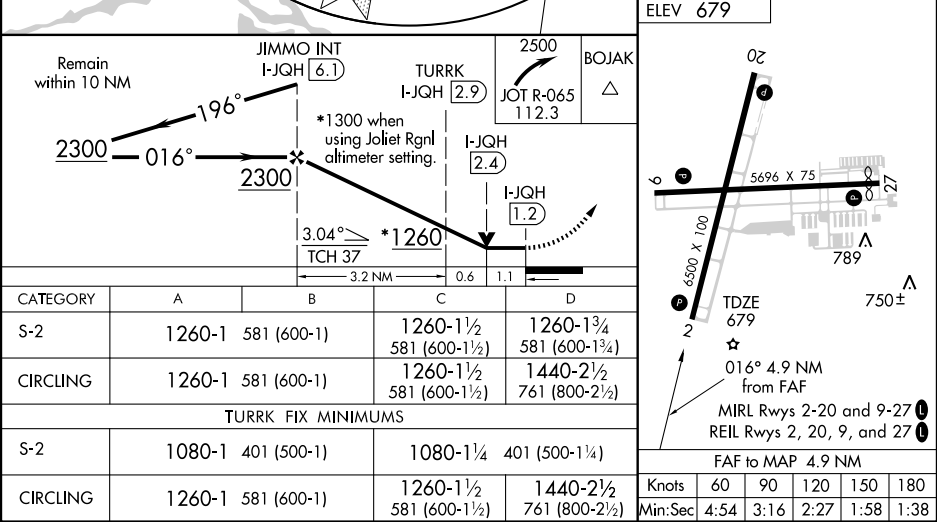 ELEV 679
Remain
within 10 NM
JIMMO INT
I-JQH 6.1
TURRK
I-JQH 2.9
2500
JOT R-065
112.3
BOJAK
196°
*1300 when
using Joliet Rgnl
altimeter setting.
I-JQH
2.4
2300
016°
2300
I-JQH
1.2
3.04°
TCH 37
*1260
3.2 NM
0.6
1.1
CATEGORY A B C D
S-2 1260-1 581 (600-1) 1260-1½ 581 (600-1½) 1260-1¾ 581 (600-1¾)
CIRCLING 1260-1 581 (600-1) 1260-1½ 581 (600-1½) 1440-2½ 761 (800-2½)
TURRK FIX MINIMUMS
S-2 1080-1 401 (500-1) 1080-1¼ 401 (500-1¼)
CIRCLING 1260-1 581 (600-1) 1260-1½ 581 (600-1½) 1440-2½ 761 (800-2½)
20
P
9
P
5696 X 75
P
27
6500 X 100
789
750±
P
2
TDZE
679
016° 4.9 NM
from FAF
MIRL Rwys 2-20 and 9-27 L
REIL Rwys 2, 20, 9, and 27 L
FAF to MAP 4.9 NM
Knots 60 90 120 150 180
Min:Sec 4:54 3:16 2:27 1:58 1:38